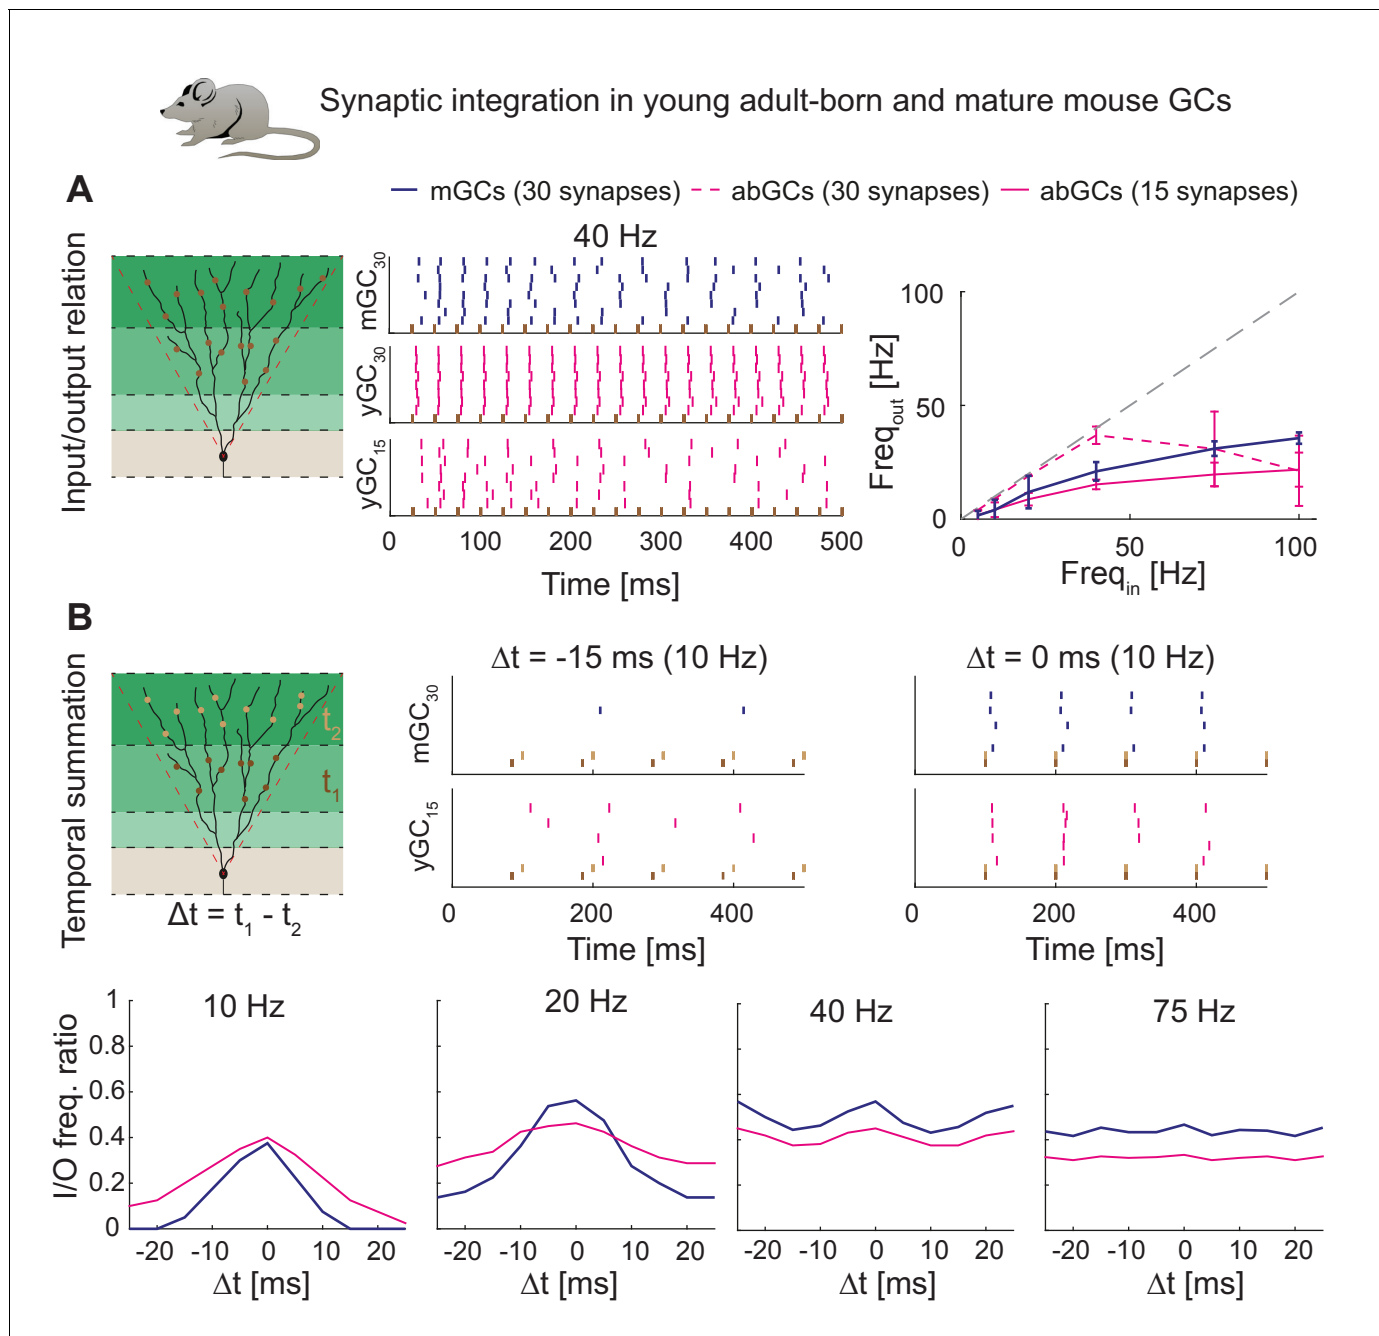 Synaptic integration in young adult-born and mature mouse GCs
A
mGCs (30 synapses) abGCs (30 synapses) abGCs (15 synapses)
Input/output relation
40 Hz
mGC30
yGC30
yGC15
0 100 200 300 400 500
Time [ms]
100
50
0
Freqout [Hz]
0 50 100
Freqin [Hz]
B
Temporal summation
t2
t1
Δt = t1 - t2
Δt = -15 ms (10 Hz)
mGC30
yGC15
0 200 400
Time [ms]
Δt = 0 ms (10 Hz)
0 200 400
Time [ms]
I/O freq. ratio
1
0.8
0.6
0.4
0.2
0
10 Hz
-20 -10 0 10 20
Δt [ms]
20 Hz
-20 -10 0 10 20
Δt [ms]
40 Hz
-20 -10 0 10 20
Δt [ms]
75 Hz
-20 -10 0 10 20
Δt [ms]